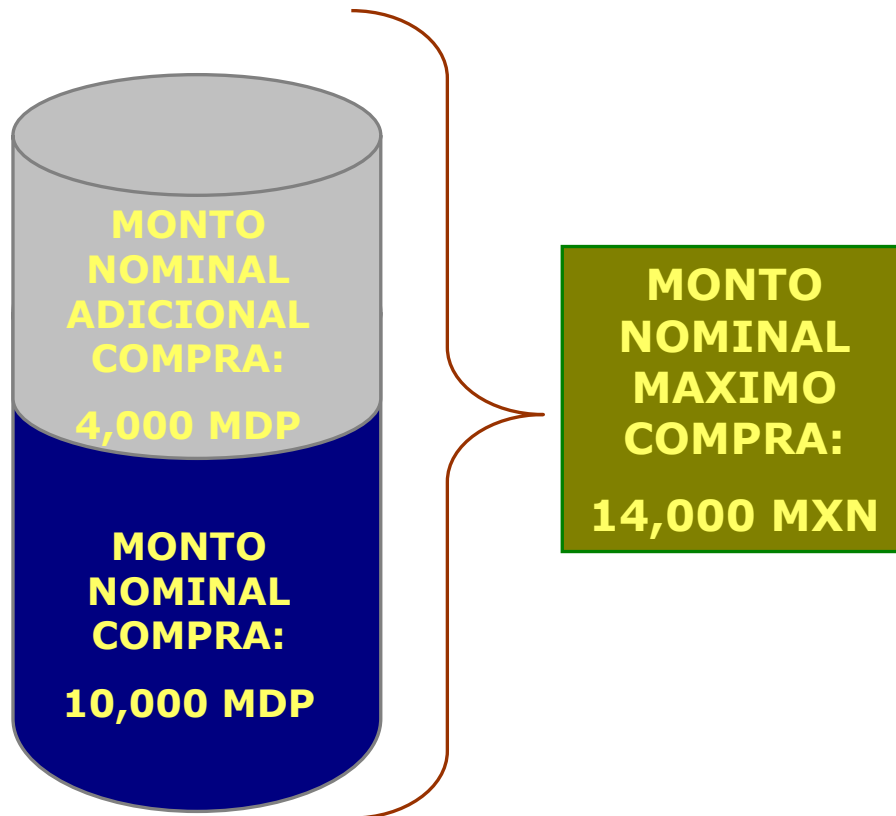 MONTO
NOMINAL
ADICIONAL
COMPRA:
4,000 MDP
MONTO
NOMINAL
COMPRA:
10,000 MDP
MONTO
NOMINAL
MAXIMO
COMPRA:
14,000 MXN